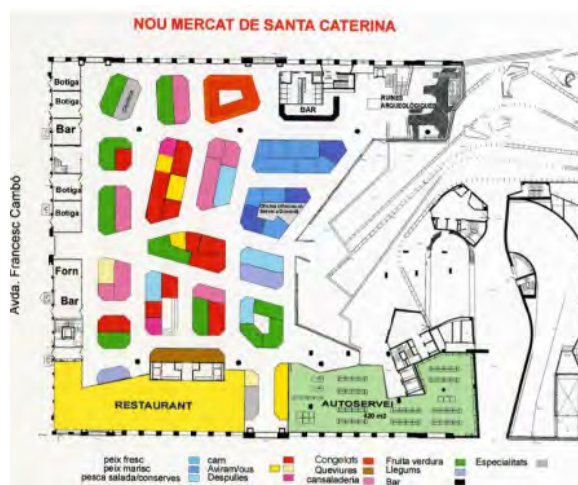 NOU MERCAT DE SANTA CATERINA
Botiga
Botiga
Bar
BAR
RUINES
ARQUEOLÒGIQUES
Botiga
Botiga
Avda. Francesc Cambó
Forn
Bar
RESTAURANT
AUTOSERVEI
420 m2
peix fresc
peix marisc
pesca salada/conserves
carn
Aviram/ous
Despulles
Congelats
Queviures
cansaladeria
Fruita verdura
Llegums
Bar
Especialitats